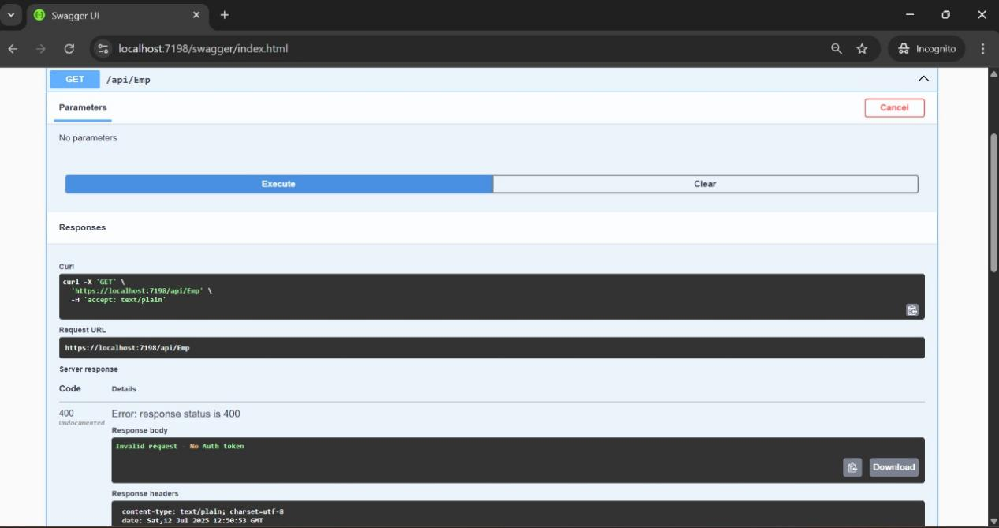 Swagger UI
localhost:7198/swagger/index.html
Incognito
GET /api/Emp
Parameters
Cancel
No parameters
Execute
Clear
Responses
Curl
curl -X 'GET' \
'https://localhost:7198/api/Emp' \
-H 'accept: text/plain'
Request URL
https://localhost:7198/api/Emp
Server response
Code Details
400 Error: response status is 400
Undocumented
Response body
Invalid request - No Auth token
Download
Response headers
content-type: text/plain; charset=utf-8
date: Sat,12 Jul 2025 12:50:53 GMT